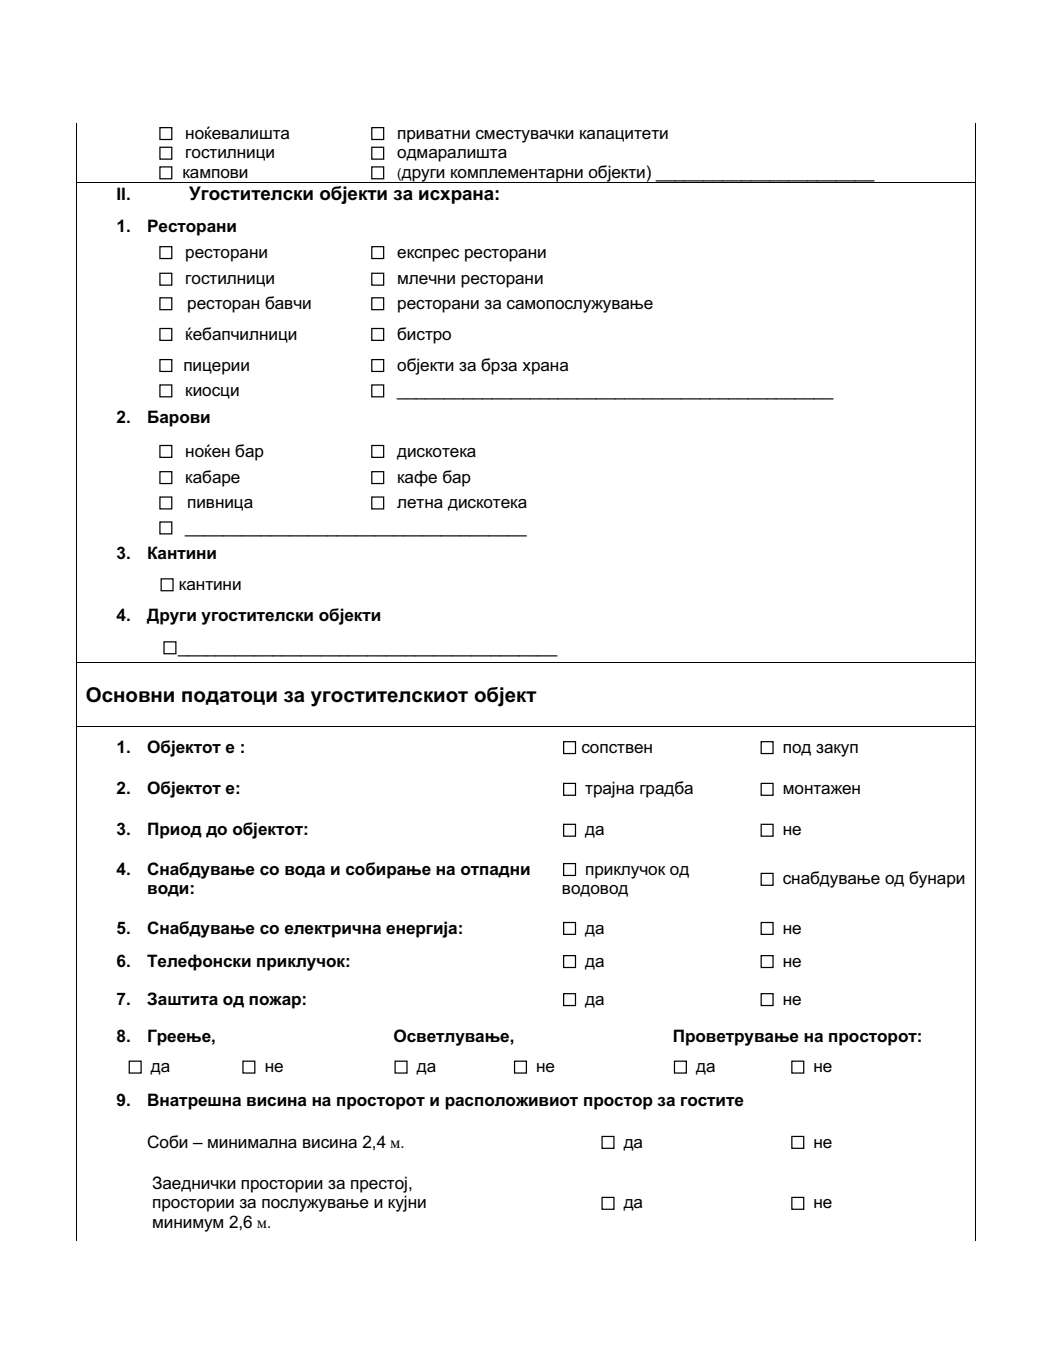 ☐ ноќевалишта ☐ приватни сместувачки капацитети
☐ гостилници ☐ одмаралишта
☐ кампови ☐ (други комплементарни објекти) _______________________
II. Угостителски објекти за исхрана:
1. Ресторани
☐ ресторани ☐ експрес ресторани
☐ гостилници ☐ млечни ресторани
☐ ресторан бавчи ☐ ресторани за самопослужување
☐ ќебапчилници ☐ бистро
☐ пицерии ☐ објекти за брза храна
☐ киосци ☐ ______________________________________________
2. Барови
☐ ноќен бар ☐ дискотека
☐ кабаре ☐ кафе бар
☐ пивница ☐ летна дискотека
☐ ____________________________________
3. Кантини
☐ кантини
4. Други угостителски објекти
☐________________________________________
Основни податоци за угостителскиот објект
1. Објектот е : ☐ сопствен ☐ под закуп
2. Објектот е: ☐ трајна градба ☐ монтажен
3. Приод до објектот: ☐ да ☐ не
4. Снабдување со вода и собирање на отпадни ☐ приклучок од ☐ снабдување од бунари
води: водовод
5. Снабдување со електрична енергија: ☐ да ☐ не
6. Телефонски приклучок: ☐ да ☐ не
7. Заштита од пожар: ☐ да ☐ не
8. Греење, Осветлување, Проветрување на просторот:
☐ да ☐ не ☐ да ☐ не ☐ да ☐ не
9. Внатрешна висина на просторот и расположивиот простор за гостите
Соби – минимална висина 2,4 м. ☐ да ☐ не
Заеднички простории за престој,
простории за послужување и кујни ☐ да ☐ не
минимум 2,6 м.